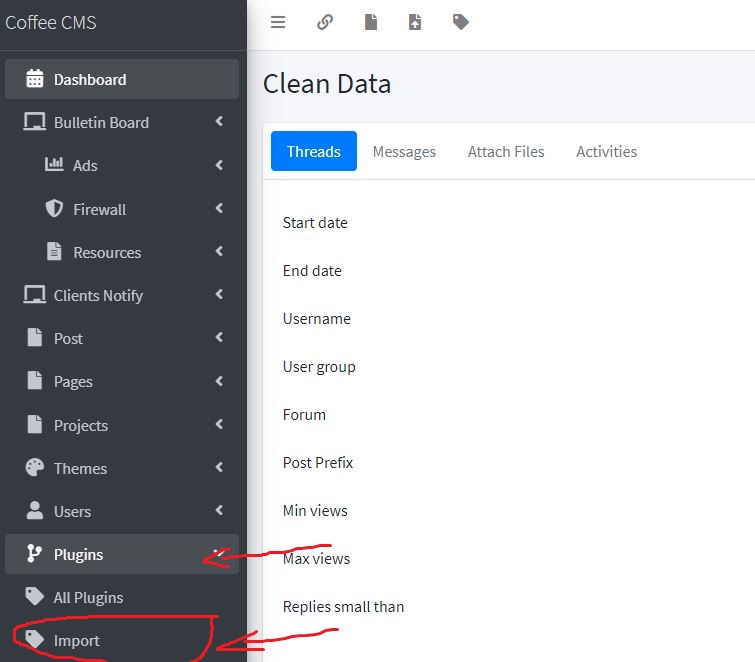 Coffee CMS
Dashboard
Bulletin Board
Ads
Firewall
Resources
Clients Notify
Post
Pages
Projects
Themes
Users
Plugins
All Plugins
Import
Clean Data
Threads Messages Attach Files Activities
Start date
End date
Username
User group
Forum
Post Prefix
Min views
Max views
Replies small than